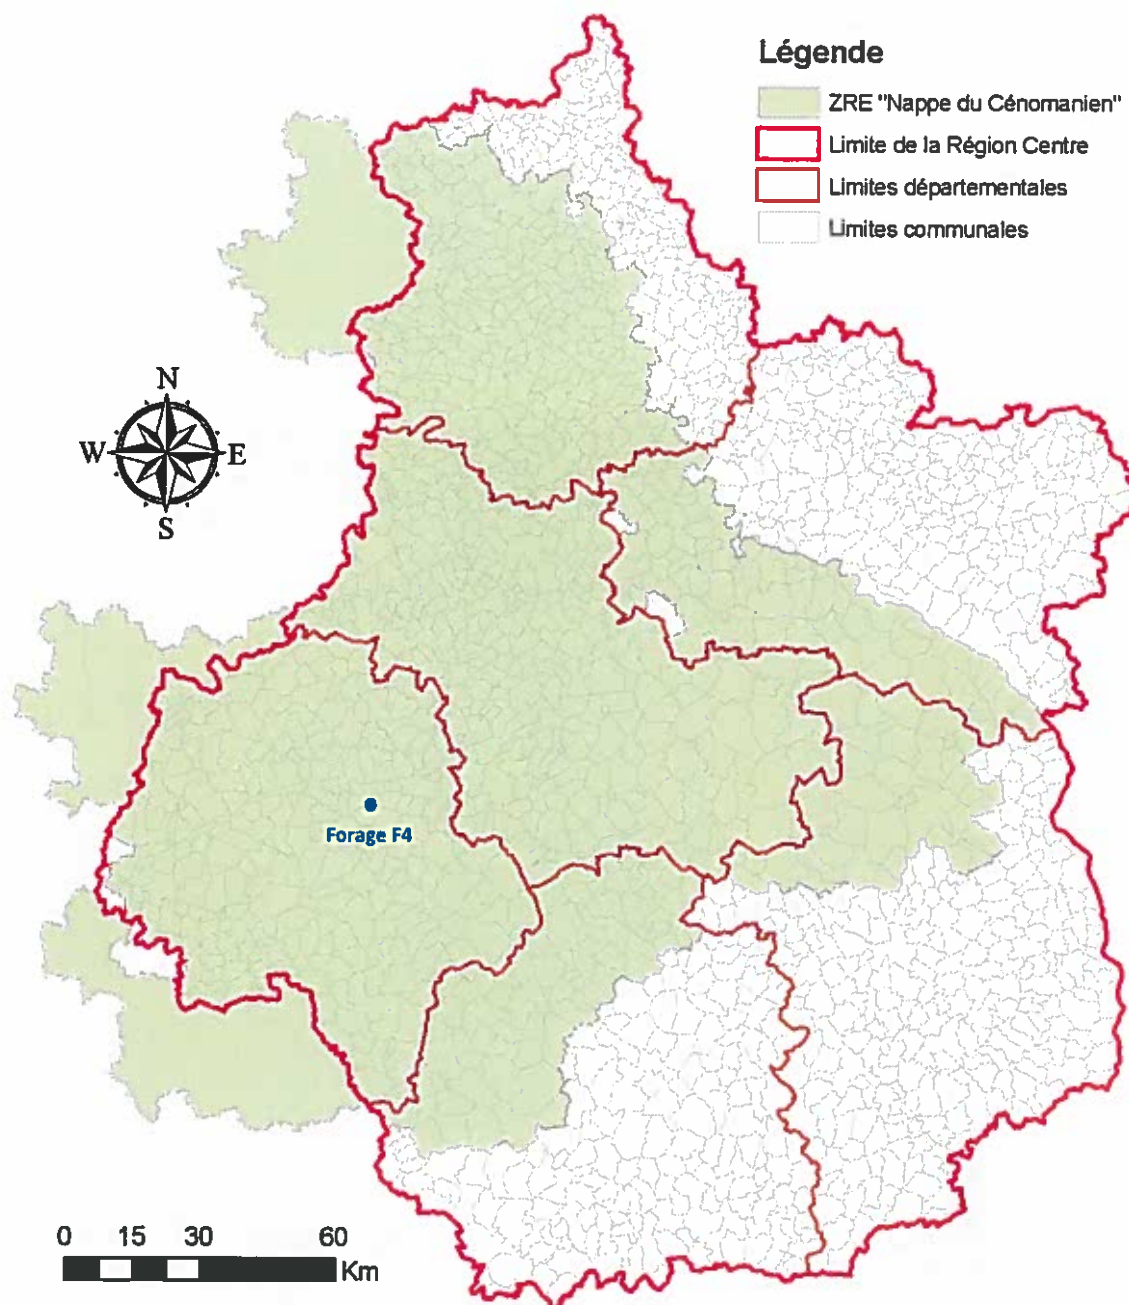 Légende
ZRE "Nappe du Cénomanien"
Limite de la Région Centre
Limites départementales
Limites communales
N
W E
S
Forage F4
0 15 30 60
Km